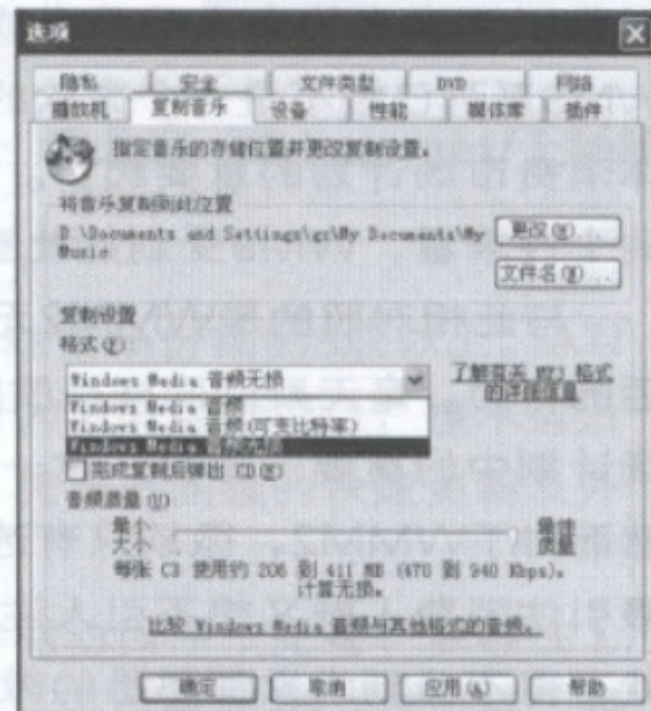 选项
隐私 安全 文件类型 DVD 网络
播放机 复制音乐 设备 性能 媒体库 插件
指定音乐的存储位置并更改复制设置。
将音乐复制到此位置
D:\Documents and Settings\gz\My Documents\My Music
更改(H)...
文件名(N)...
复制设置
格式(F):
Windows Media 音频无损
了解有关 MP3 格式的详细信息
Windows Media 音频
Windows Media 音频(可变比特率)
Windows Media 音频无损
完成复制后弹出 CD(E)
音频质量(U)
最小大小
最佳质量
每张 CD 使用约 206 到 411 MB (470 到 940 Kbps)。
计算无损。
比较 Windows Media 音频与其他格式的音频。
确定 取消 应用(A) 帮助